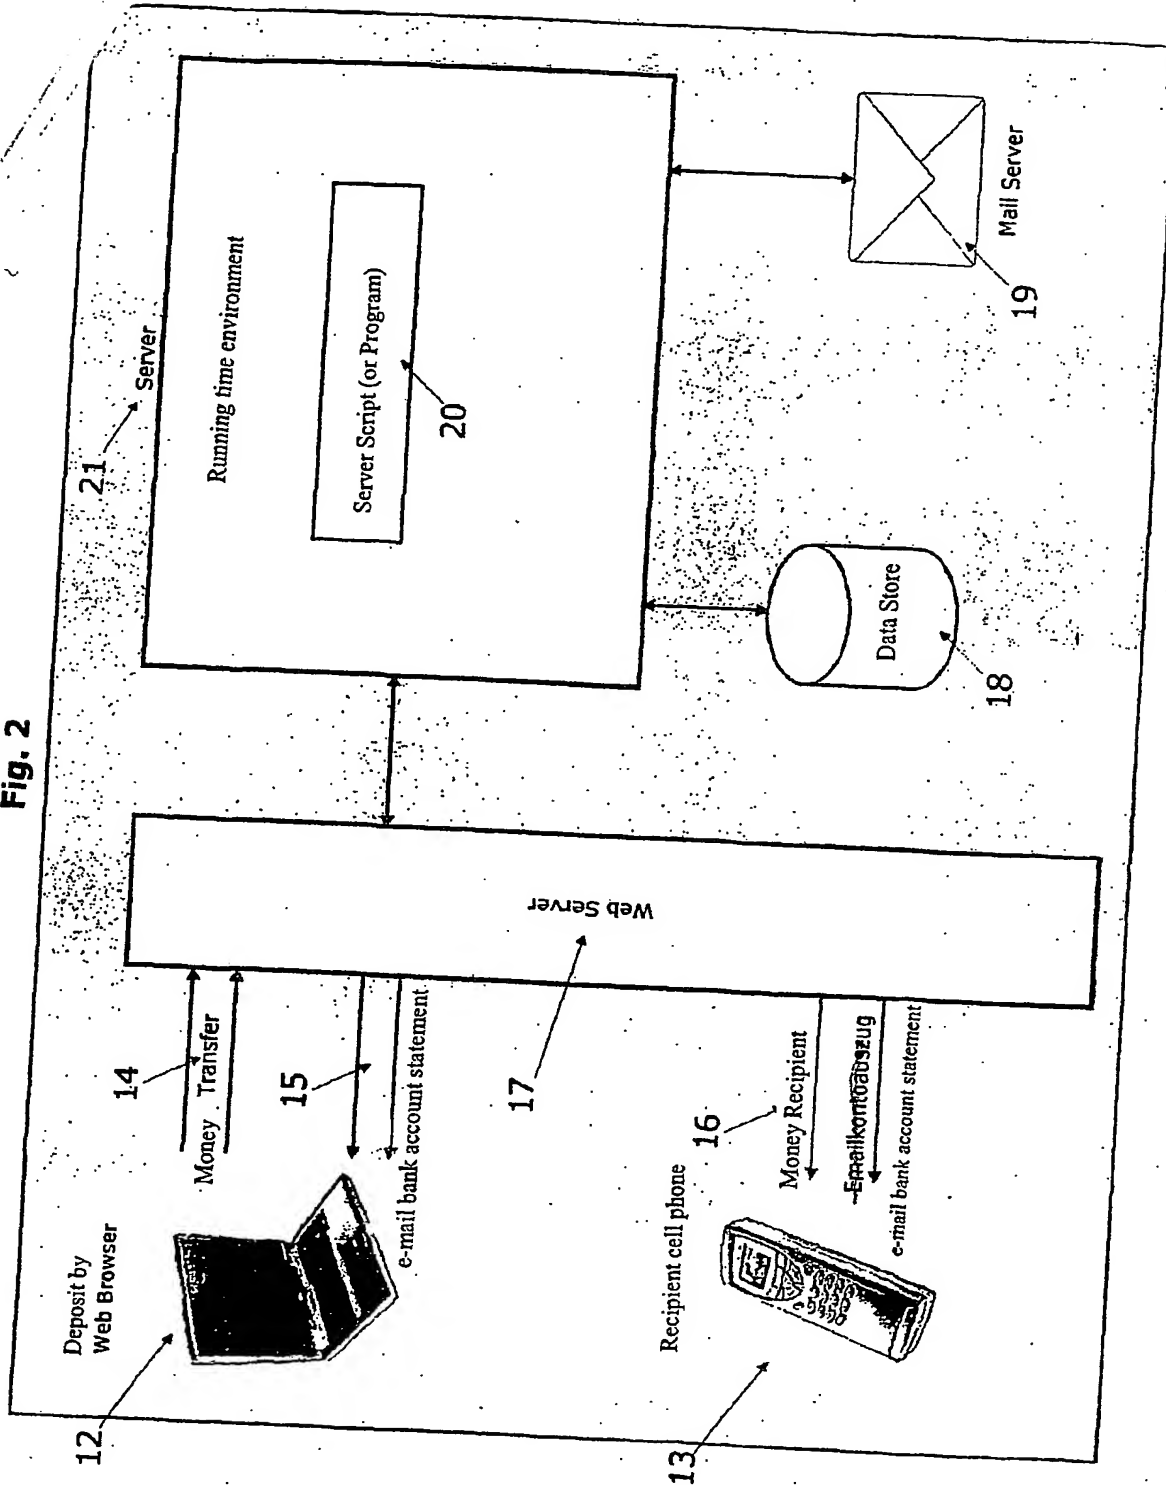 Fig. 2
12
Deposit by
Web Browser
14
Money Transfer
15
e-mail bank account statement
17
Web Server
21
Server
Running time environment
Server Script (or Program)
20
13
Recipient cell phone
16
Money Recipient
Emailkontoauszug
e-mail bank account statement
18
Data Store
19
Mail Server